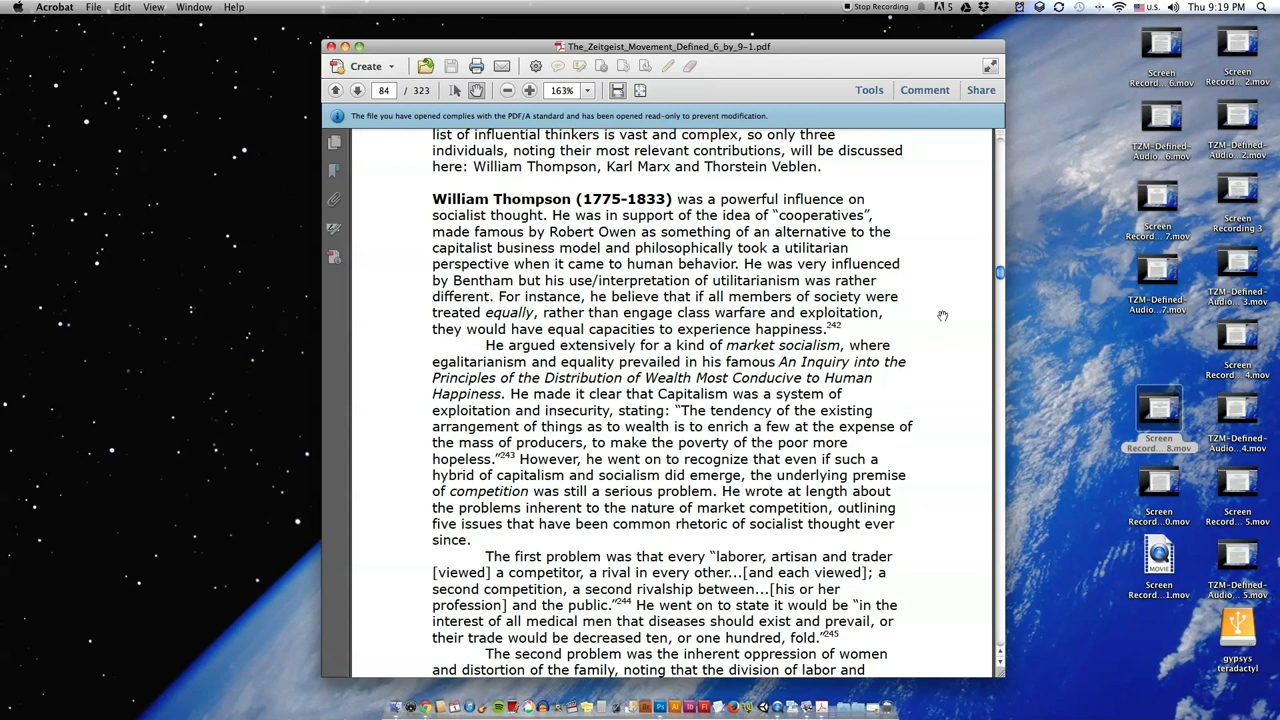 Acrobat File Edit View Window Help
Stop Recording
5
U.S.
Thu 9:19 PM
The_Zeitgeist_Movement_Defined_6_by_9-1.pdf
Create
84 / 323
163%
Tools Comment Share
The file you have opened complies with the PDF/A standard and has been opened read-only to prevent modification.
list of influential thinkers is vast and complex, so only three
individuals, noting their most relevant contributions, will be discussed
here: William Thompson, Karl Marx and Thorstein Veblen.
William Thompson (1775-1833) was a powerful influence on
socialist thought. He was in support of the idea of “cooperatives”,
made famous by Robert Owen as something of an alternative to the
capitalist business model and philosophically took a utilitarian
perspective when it came to human behavior. He was very influenced
by Bentham but his use/interpretation of utilitarianism was rather
different. For instance, he believe that if all members of society were
treated equally, rather than engage class warfare and exploitation,
they would have equal capacities to experience happiness.242
He argued extensively for a kind of market socialism, where
egalitarianism and equality prevailed in his famous An Inquiry into the
Principles of the Distribution of Wealth Most Conducive to Human
Happiness. He made it clear that Capitalism was a system of
exploitation and insecurity, stating: “The tendency of the existing
arrangement of things as to wealth is to enrich a few at the expense of
the mass of producers, to make the poverty of the poor more
hopeless.”243 However, he went on to recognize that even if such a
hybrid of capitalism and socialism did emerge, the underlying premise
of competition was still a serious problem. He wrote at length about
the problems inherent to the nature of market competition, outlining
five issues that have been common rhetoric of socialist thought ever
since.
The first problem was that every “laborer, artisan and trader
[viewed] a competitor, a rival in every other...[and each viewed]; a
second competition, a second rivalship between...[his or her
profession] and the public.”244 He went on to state it would be “in the
interest of all medical men that diseases should exist and prevail, or
their trade would be decreased ten, or one hundred, fold.”245
The second problem was the inherent oppression of women
and distortion of the family, noting that the division of labor and
Screen
Record... 6.mov
Screen
Record... 2.mov
TZM-Defined-
Audio... 6.mov
TZM-Defined-
Audio... 2.mov
Screen
Record... 7.mov
Screen
Recording 3
TZM-Defined-
Audio... 7.mov
TZM-Defined-
Audio... 3.mov
Screen
Record... 4.mov
Screen
Record... 8.mov
TZM-Defined-
Audio... 4.mov
Screen
Record...0.mov
Screen
Record... 5.mov
MOVIE
Screen
Record...1.mov
TZM-Defined-
Audio... 5.mov
gypsys
teradactyl